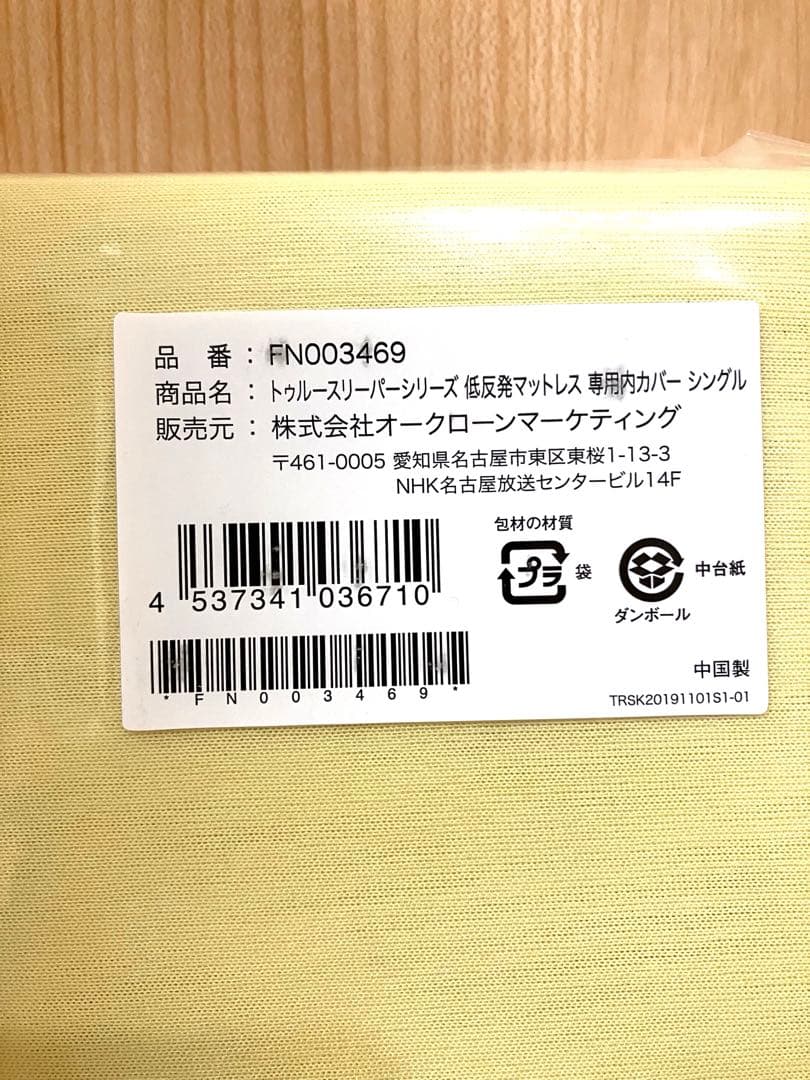 品 番 : FN003469
商品名 : トゥルースリーパーシリーズ 低反発マットレス 専用内カバー シングル
販売元 : 株式会社オークローンマーケティング
〒461-0005 愛知県名古屋市東区東桜1-13-3
NHK名古屋放送センタービル14F
包材の材質
プラ 袋
中台紙
ダンボール
4 537341 036710
*FN003469*
中国製
TRSK20191101S1-01